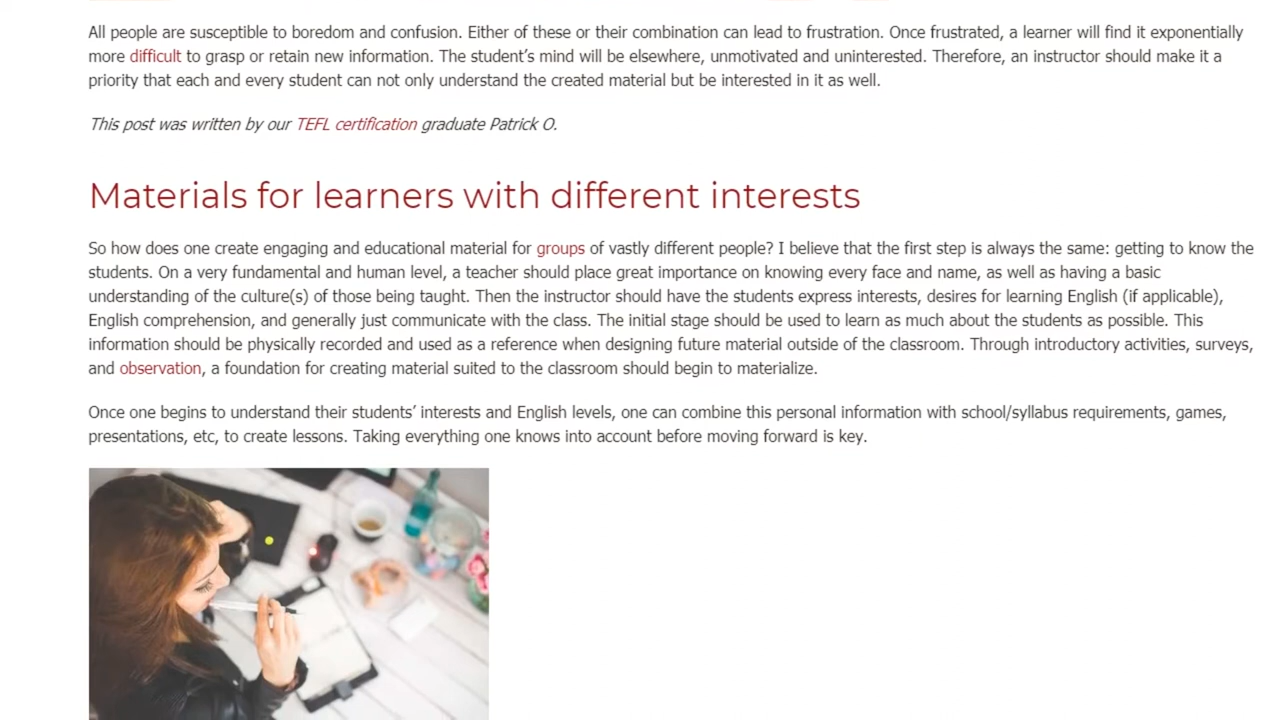 All people are susceptible to boredom and confusion. Either of these or their combination can lead to frustration. Once frustrated, a learner will find it exponentially
more difficult to grasp or retain new information. The student’s mind will be elsewhere, unmotivated and uninterested. Therefore, an instructor should make it a
priority that each and every student can not only understand the created material but be interested in it as well.
This post was written by our TEFL certification graduate Patrick O.
Materials for learners with different interests
So how does one create engaging and educational material for groups of vastly different people? I believe that the first step is always the same: getting to know the
students. On a very fundamental and human level, a teacher should place great importance on knowing every face and name, as well as having a basic
understanding of the culture(s) of those being taught. Then the instructor should have the students express interests, desires for learning English (if applicable),
English comprehension, and generally just communicate with the class. The initial stage should be used to learn as much about the students as possible. This
information should be physically recorded and used as a reference when designing future material outside of the classroom. Through introductory activities, surveys,
and observation, a foundation for creating material suited to the classroom should begin to materialize.
Once one begins to understand their students’ interests and English levels, one can combine this personal information with school/syllabus requirements, games,
presentations, etc, to create lessons. Taking everything one knows into account before moving forward is key.